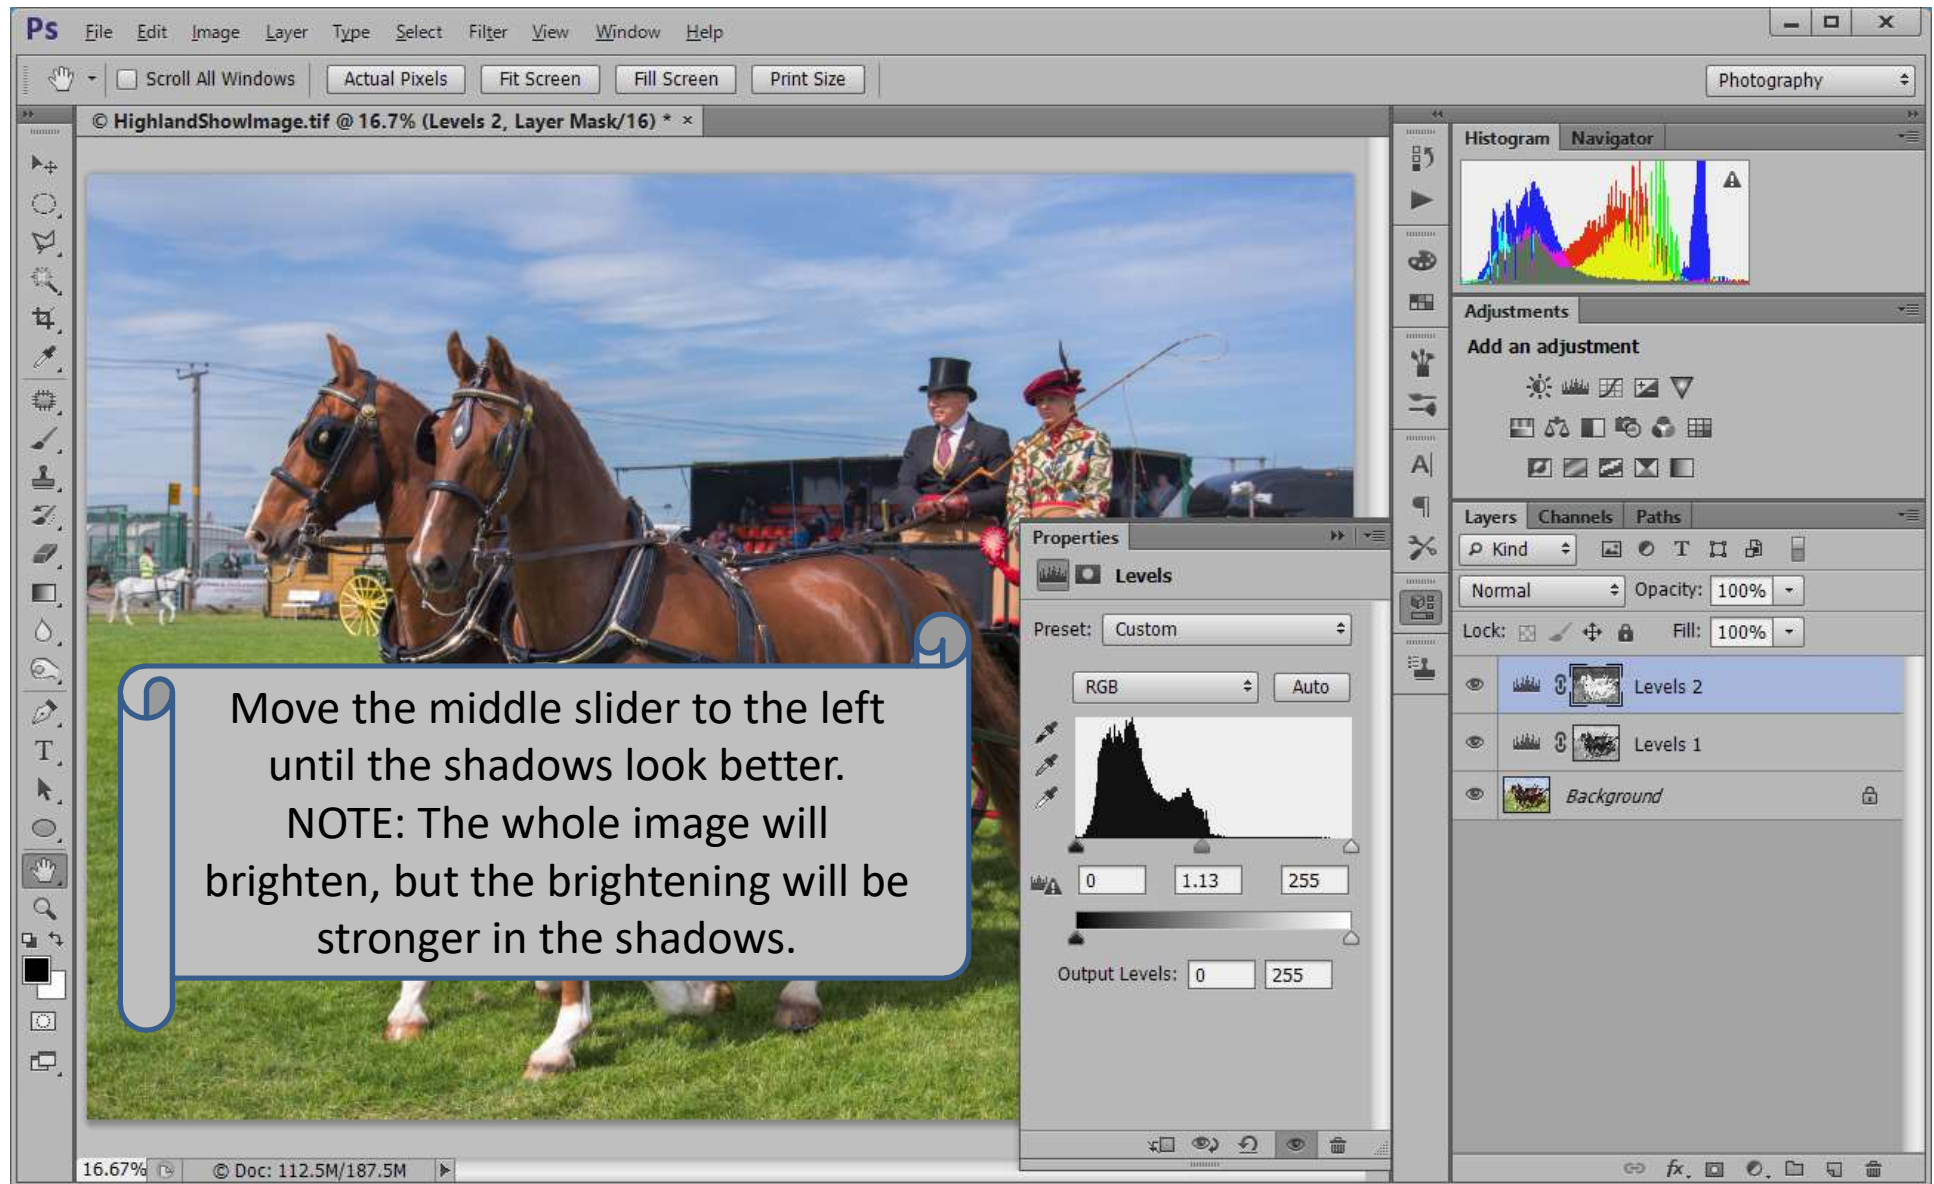 Ps File Edit Image Layer Type Select Filter View Window Help
Scroll All Windows Actual Pixels Fit Screen Fill Screen Print Size Photography
© HighlandShowImage.tif @ 16.7% (Levels 2, Layer Mask/16) * ×
Histogram Navigator
Adjustments
Add an adjustment
Layers Channels Paths
Kind
Normal Opacity: 100%
Lock: Fill: 100%
Levels 2
Levels 1
Background
Properties
Levels
Preset: Custom
RGB Auto
0 1.13 255
Output Levels: 0 255
Move the middle slider to the left
until the shadows look better.
NOTE: The whole image will
brighten, but the brightening will be
stronger in the shadows.
16.67% © Doc: 112.5M/187.5M